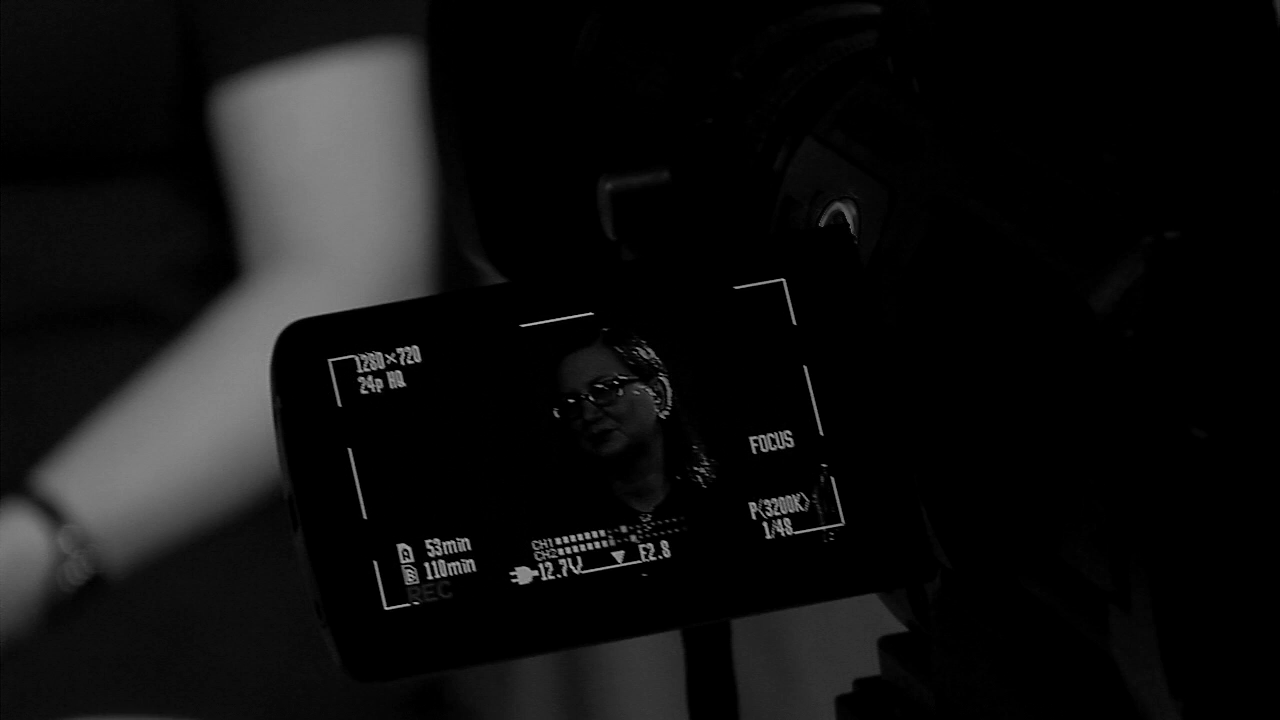 1280×720
24p HQ
FOCUS
P(3200K)
1/48
A 53min
B 110min
REC
CH1
CH2
12.7V
F2.8